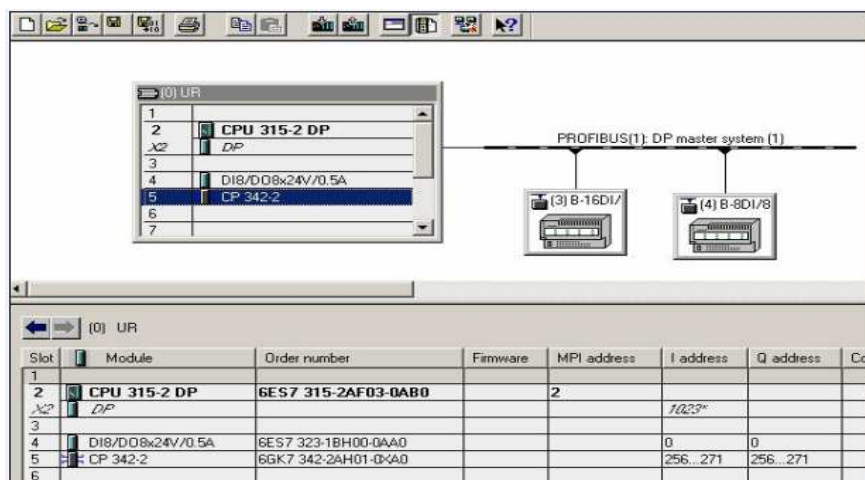 (0) UR
1
2 CPU 315-2 DP
X2 DP
3
4 DI8/DO8x24V/0.5A
5 CP 342-2
6
7
PROFIBUS(1): DP master system (1)
(3) B-16DI/
(4) B-8DI/8
(0) UR
Slot Module Order number Firmware MPI address I address Q address Co
1
2 CPU 315-2 DP 6ES7 315-2AF03-0AB0 2
X2 DP 1023*
3
4 DI8/DO8x24V/0.5A 6ES7 323-1BH00-0AA0 0 0
5 CP 342-2 6GK7 342-2AH01-0XA0 256...271 256...271
6